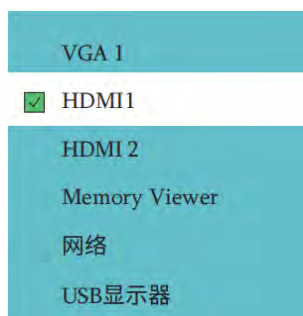 VGA 1
HDMI1
HDMI 2
Memory Viewer
网络
USB显示器